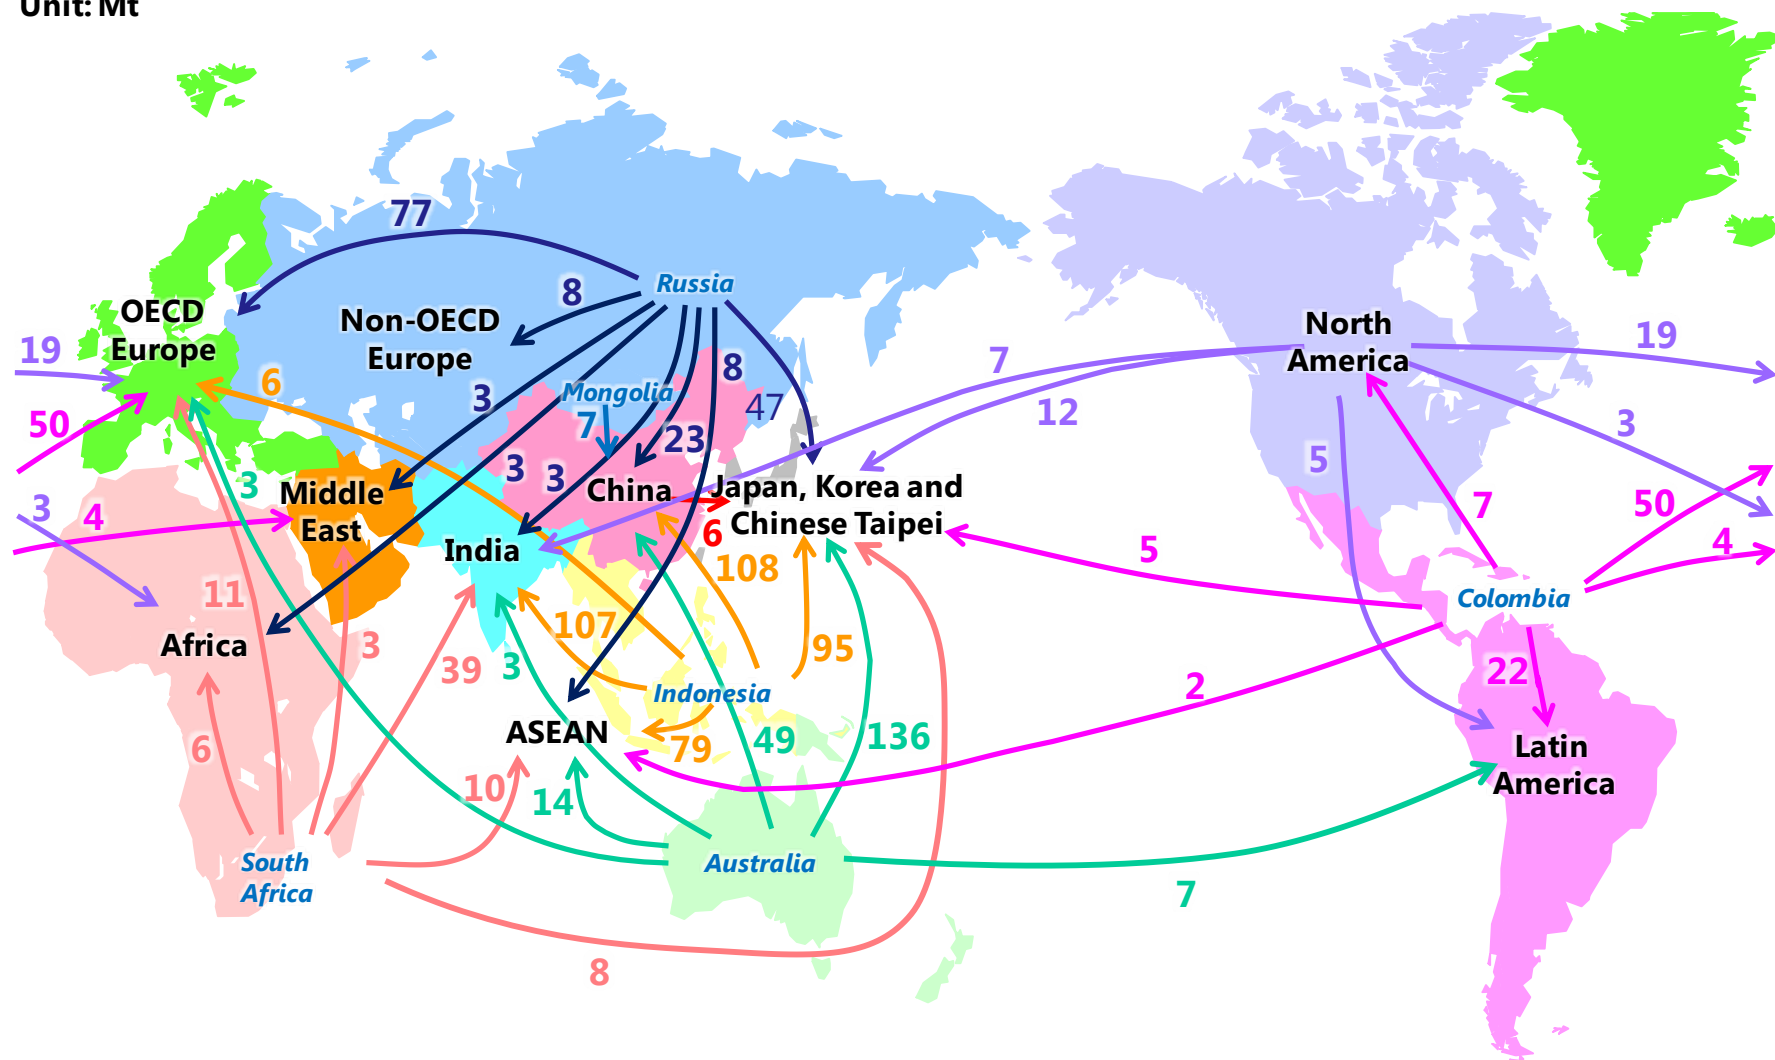 Unit: Mt
77
Russia
8
OECD
Europe
Non-OECD
Europe
North
America
19
19
7
6
3
Mongolia
8
47
12
50
7
23
3
5
3
3
3
Middle
East
China
Japan, Korea and
Chinese Taipei
7
50
3
4
6
India
5
4
108
11
Colombia
107
Africa
3
39
3
95
22
Indonesia
2
6
ASEAN
79
49
136
Latin
America
10
14
South
Africa
Australia
7
8